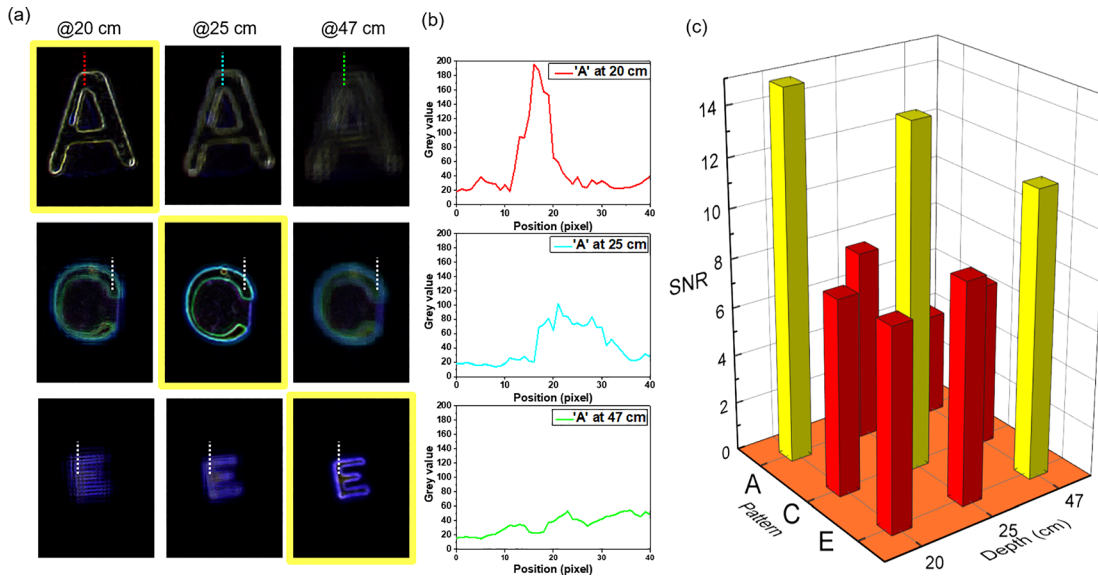 (a)
@20 cm
@25 cm
@47 cm
A
A
A
C
C
C
E
E
E
(b)
200
180
160
140
120
100
80
60
40
20
0
Grey value
'A' at 20 cm
0
10
20
30
40
Position (pixel)
200
180
160
140
120
100
80
60
40
20
0
Grey value
'A' at 25 cm
0
10
20
30
40
Position (pixel)
200
180
160
140
120
100
80
60
40
20
0
Grey value
'A' at 47 cm
0
10
20
30
40
Position (pixel)
(c)
14
12
10
8
6
4
2
0
SNR
A
C
E
Pattern
20
25
47
Depth (cm)